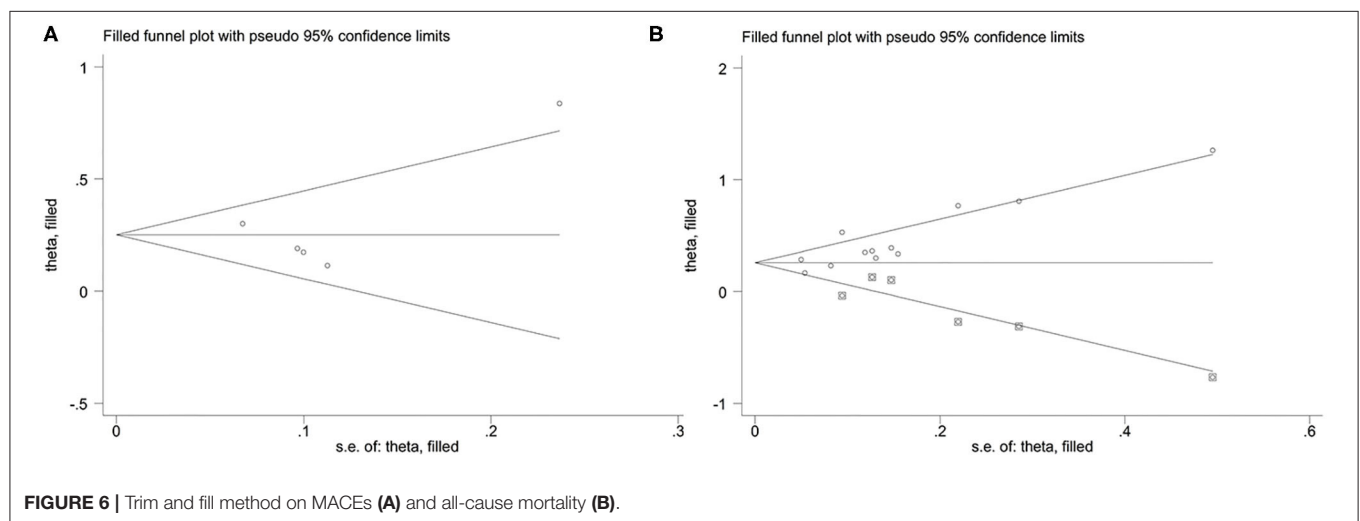 A
Filled funnel plot with pseudo 95% confidence limits
1
.5
0
-.5
theta, filled
0
.1
.2
.3
s.e. of: theta, filled
B
Filled funnel plot with pseudo 95% confidence limits
2
1
0
-1
theta, filled
0
.2
.4
.6
s.e. of: theta, filled
FIGURE 6 | Trim and fill method on MACEs (A) and all-cause mortality (B).